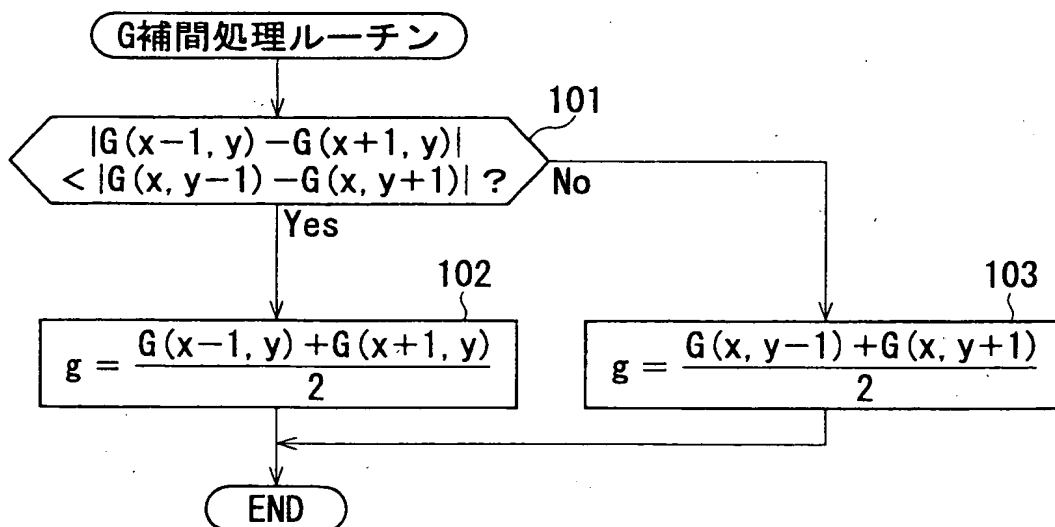 G補間処理ルーチン
101
|G(x−1, y)−G(x+1, y)|
<|G(x, y−1)−G(x, y+1)| ?
No
Yes
102
103
g = G(x−1, y)+G(x+1, y) / 2
g = G(x, y−1)+G(x, y+1) / 2
END